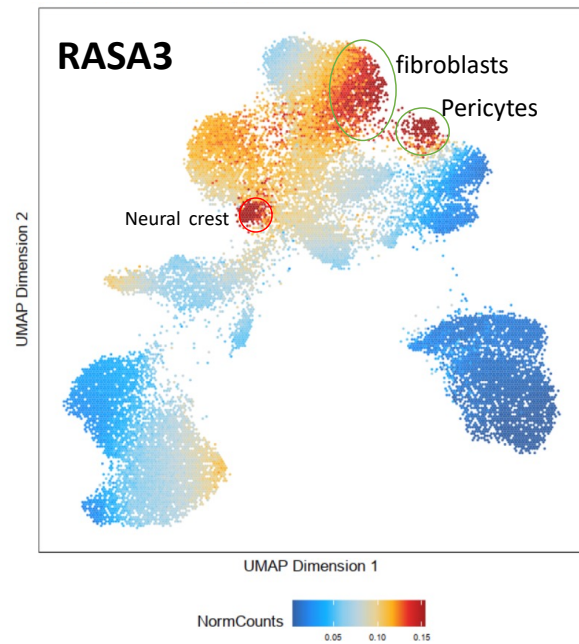 RASA3
fibroblasts
Pericytes
Neural crest
UMAP Dimension 2
UMAP Dimension 1
NormCounts
0.05 0.10 0.15